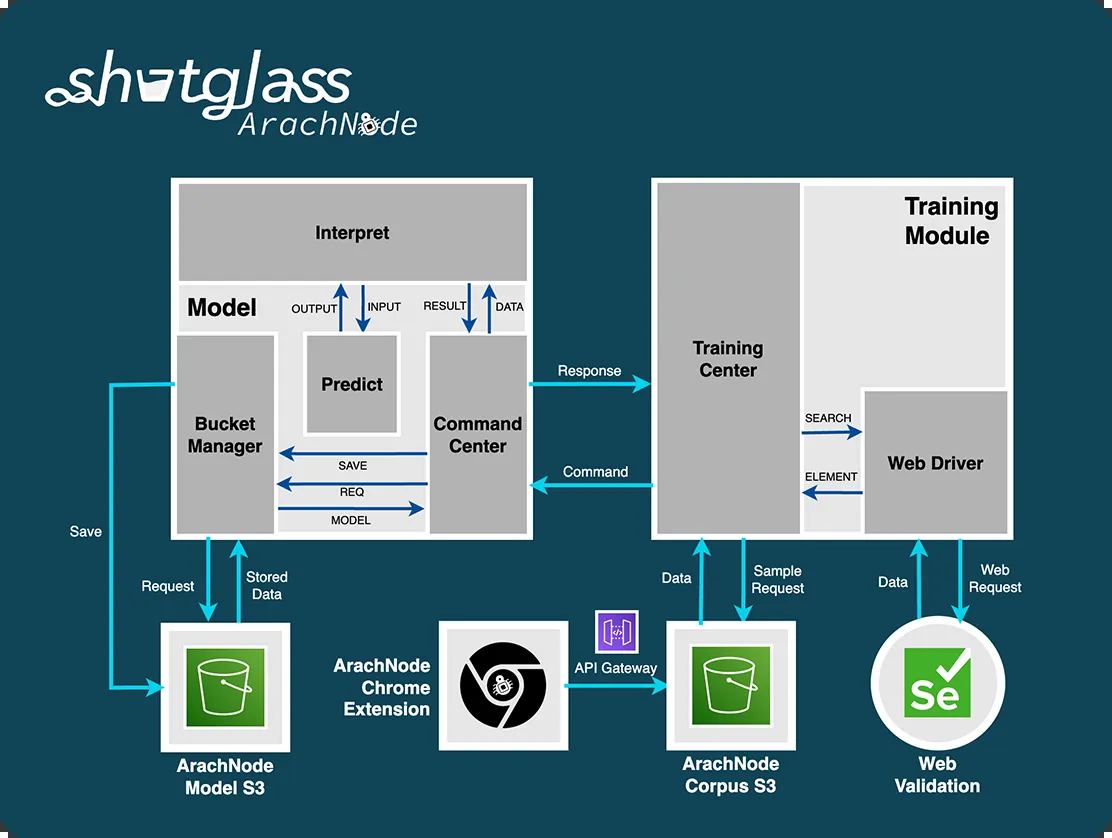 shotglass
ArachNode
Interpret
Model
OUTPUT
INPUT
RESULT
DATA
Bucket
Manager
Predict
Command
Center
SAVE
REQ
MODEL
Response
Command
Training
Module
Training
Center
SEARCH
ELEMENT
Web Driver
Save
Request
Stored
Data
Data
Sample
Request
Data
Web
Request
ArachNode
Chrome
Extension
API Gateway
Se
ArachNode
Model S3
ArachNode
Corpus S3
Web
Validation